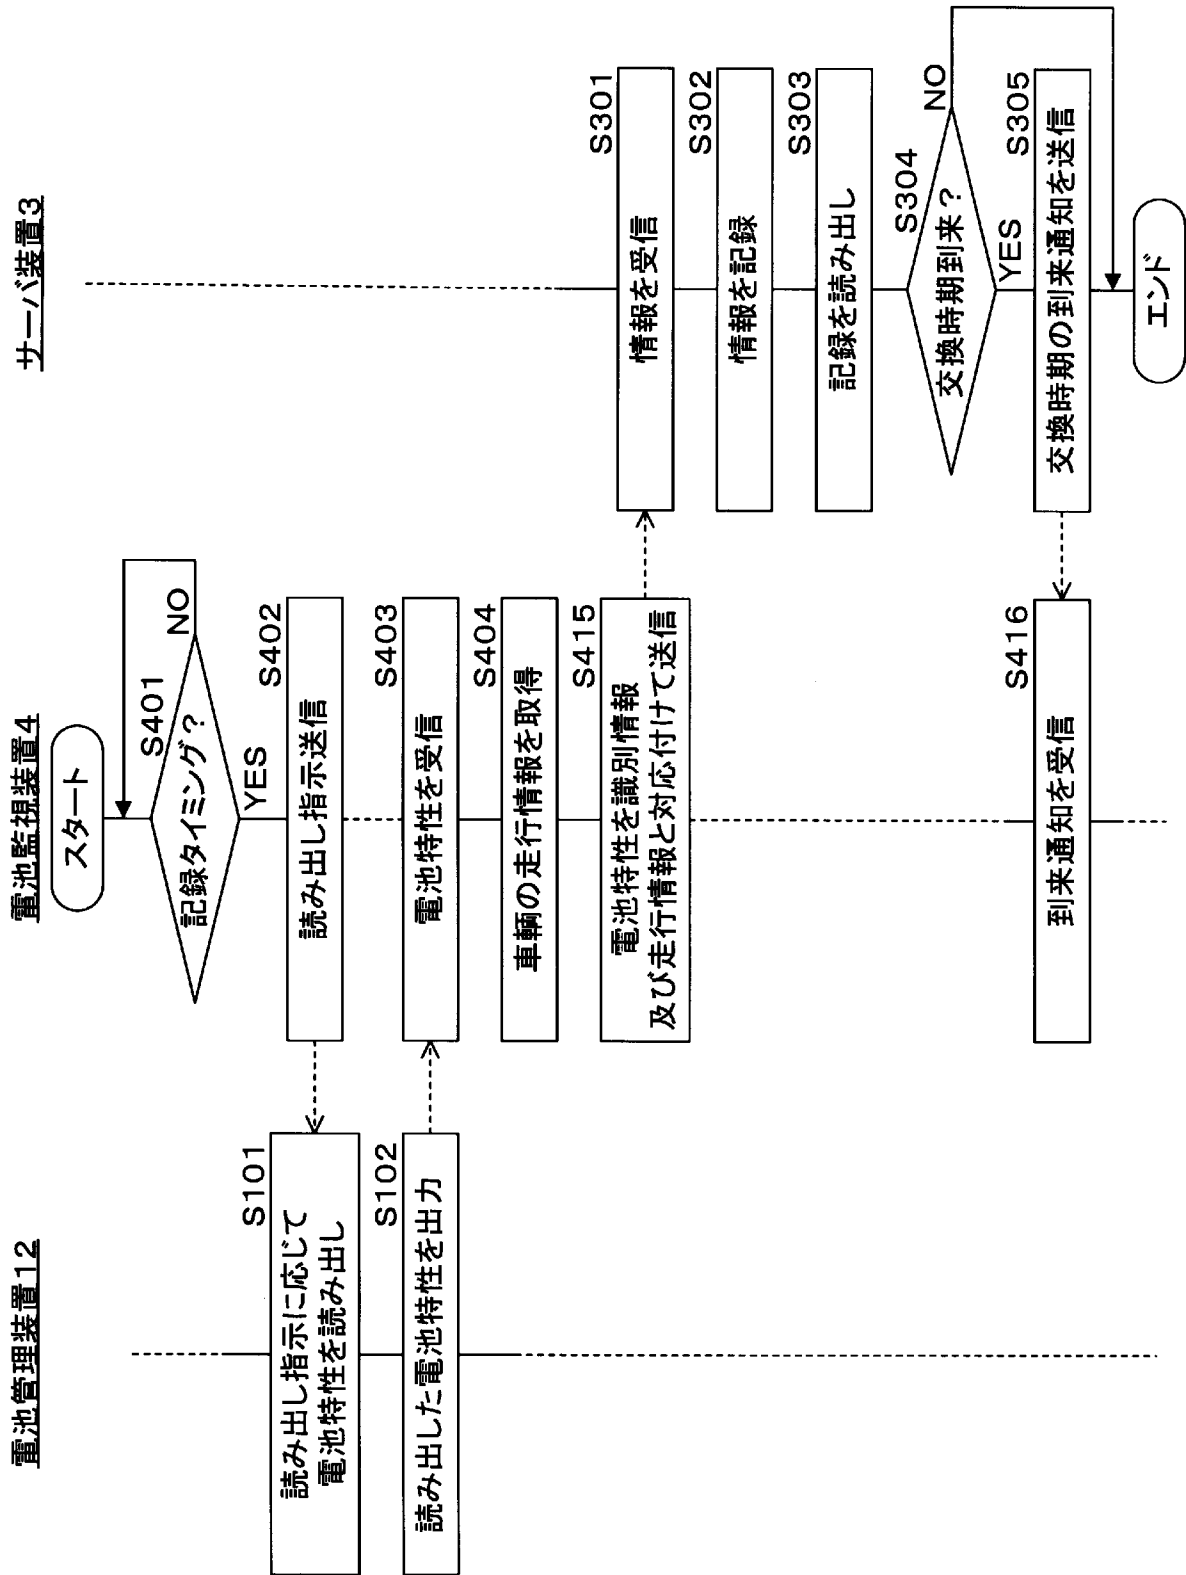 電池管理装置12
電池監視装置4
サーバ装置3
スタート
S401
記録タイミング？
NO
YES
S402
読み出し指示送信
S101
読み出し指示に応じて
電池特性を読み出し
S102
読み出した電池特性を出力
S403
電池特性を受信
S404
車輌の走行情報を取得
S415
電池特性を識別情報
及び走行情報と対応付けて送信
S301
情報を受信
S302
情報を記録
S303
記録を読み出し
S304
交換時期到来？
NO
YES
S305
交換時期の到来通知を送信
S416
到来通知を受信
エンド